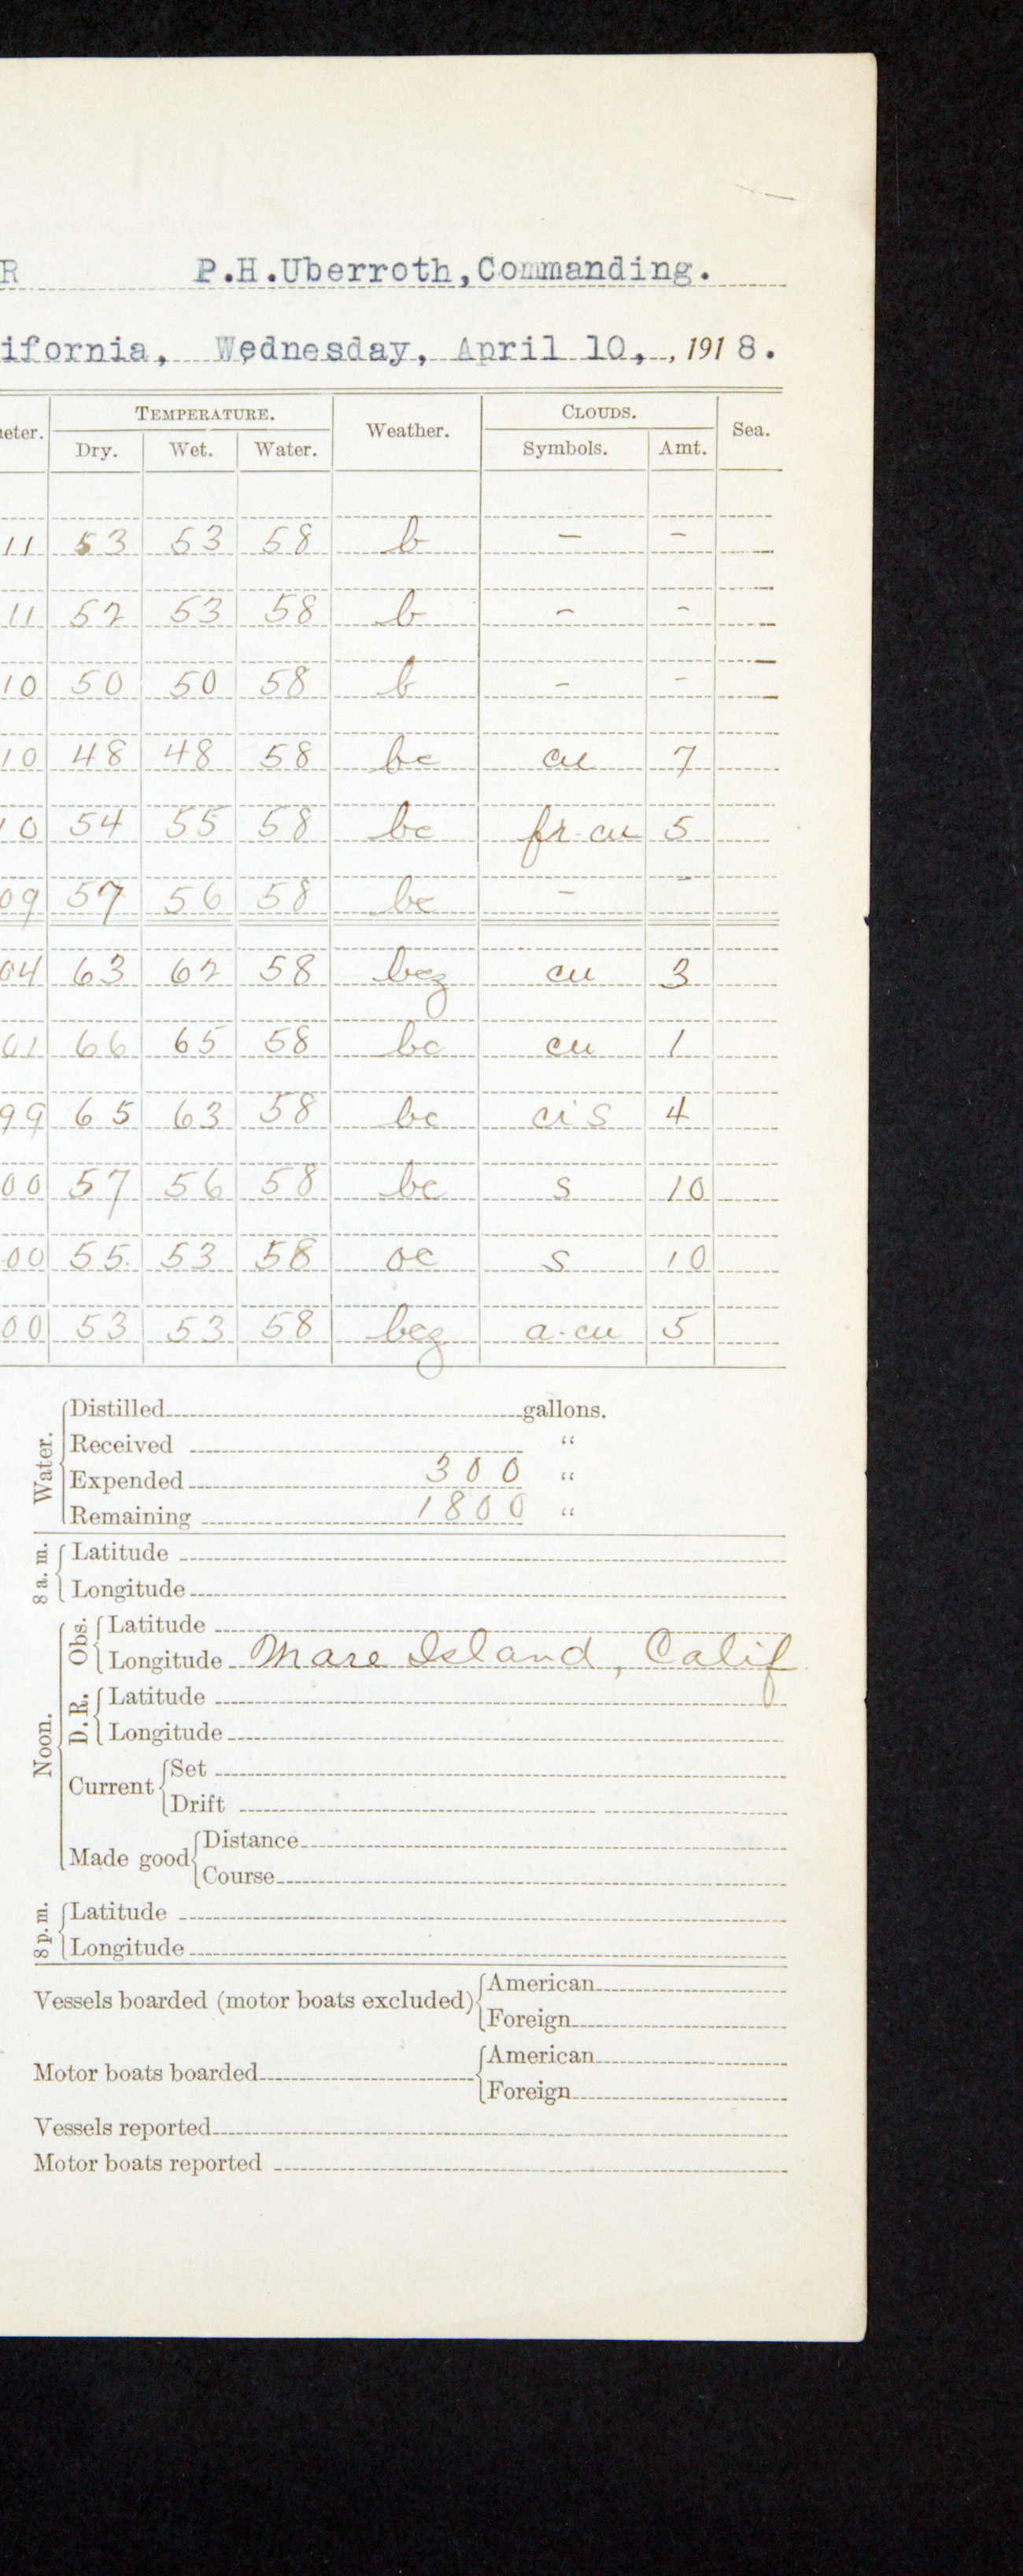 R P.H.Uberroth,Commanding.
ifornia, Wednesday, April 10, , 1918.
eter. TEMPERATURE. Weather. CLOUDS. Sea.
Dry. Wet. Water. Symbols. Amt.
11 53 53 58 b - -
11 52 53 58 b - -
10 50 50 58 b - -
10 48 48 58 bc cu 7
10 54 55 58 bc fr-cu 5
09 57 56 58 bc - -
04 63 62 58 bcz cu 3
01 66 65 58 bc cu 1
99 65 63 58 bc ci s 4
00 57 56 58 bc s 10
00 55 53 58 oc s 10
00 53 53 58 bcz a-cu 5
Water.
Distilled gallons.
Received "
Expended 300 "
Remaining 1800 "
8 a. m.
Latitude
Longitude
Noon.
Obs.
Latitude
Longitude Mare Island, Calif
D. R.
Latitude
Longitude
Current
Set
Drift
Made good
Distance
Course
8 p. m.
Latitude
Longitude
Vessels boarded (motor boats excluded)
American
Foreign
Motor boats boarded
American
Foreign
Vessels reported
Motor boats reported